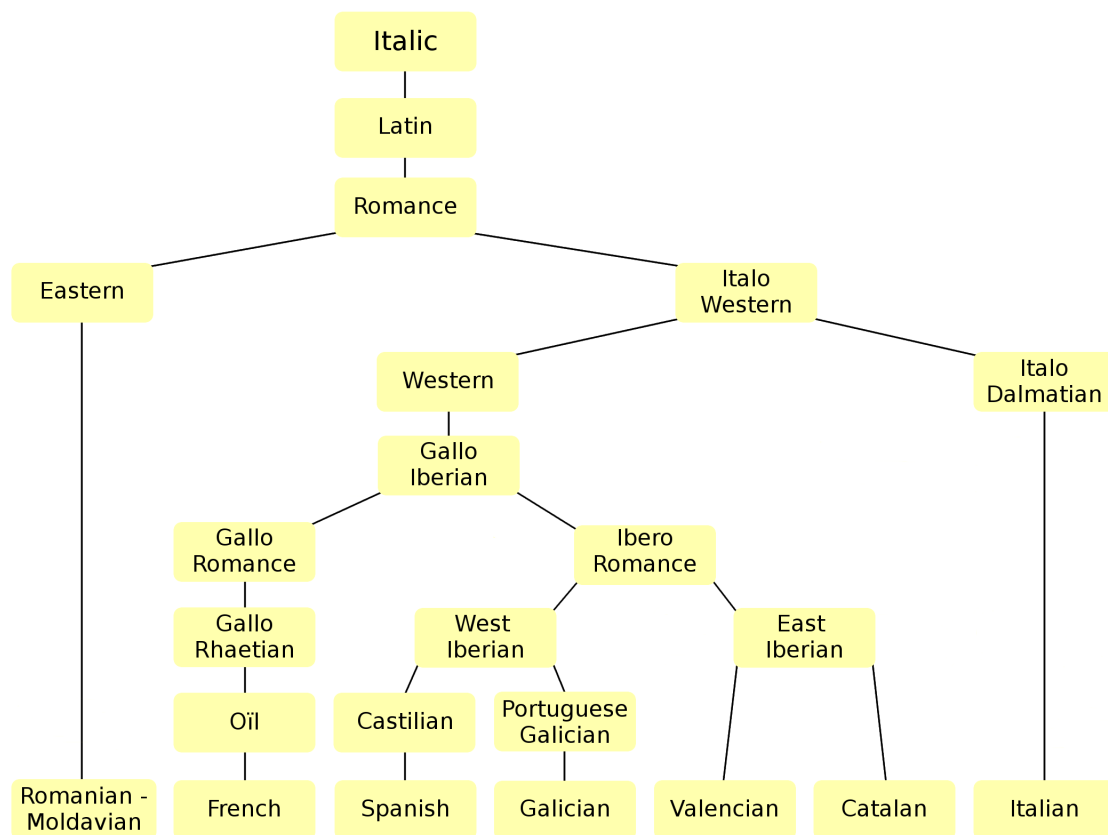 Italic
Latin
Romance
Eastern
Italo
Western
Western
Italo
Dalmatian
Gallo
Iberian
Gallo
Romance
Ibero
Romance
Gallo
Rhaetian
West
Iberian
East
Iberian
Oïl
Castilian
Portuguese
Galician
Romanian -
Moldavian
French
Spanish
Galician
Valencian
Catalan
Italian